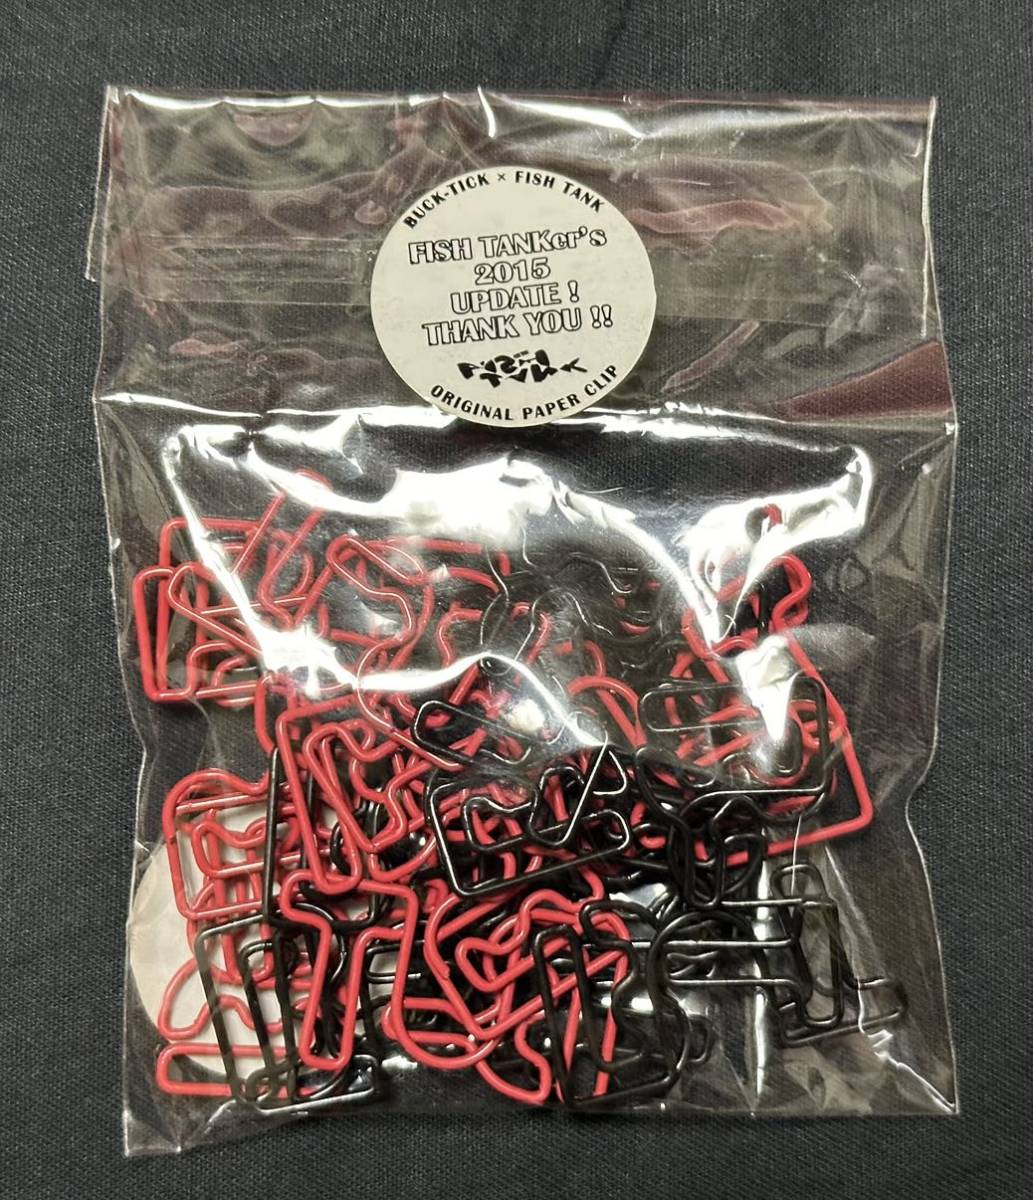 BUCK-TICK × FISH TANK
FISH TANKer's
2015
UPDATE !
THANK YOU !!
FISH
TANK
ORIGINAL PAPER CLIP